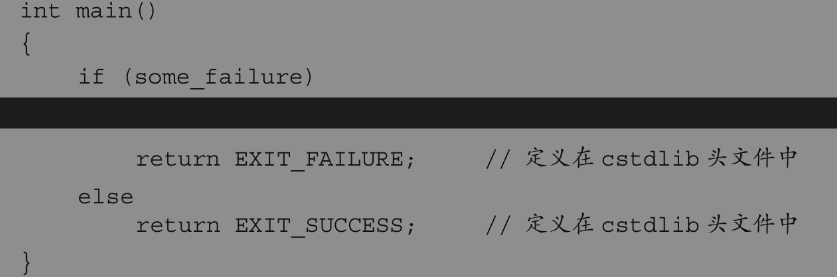 int main()
{
if (some_failure)
return EXIT_FAILURE; // 定义在 cstdlib 头文件中
else
return EXIT_SUCCESS; // 定义在 cstdlib 头文件中
}